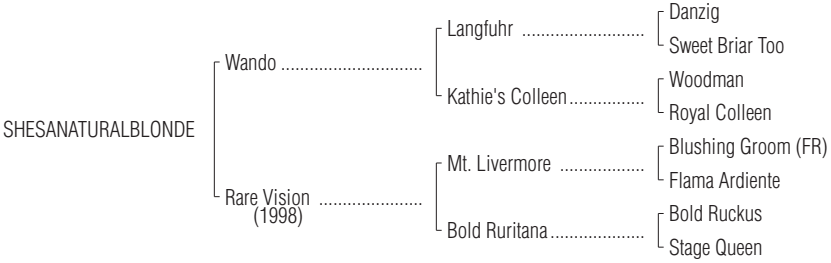 Danzig
Langfuhr ........................
Sweet Briar Too
Wando ..............................
Woodman
Kathie's Colleen ................
Royal Colleen
SHESANATURALBLONDE
Blushing Groom (FR)
Mt. Livermore ................
Flama Ardiente
Rare Vision ......................
(1998)
Bold Ruckus
Bold Ruritana ....................
Stage Queen